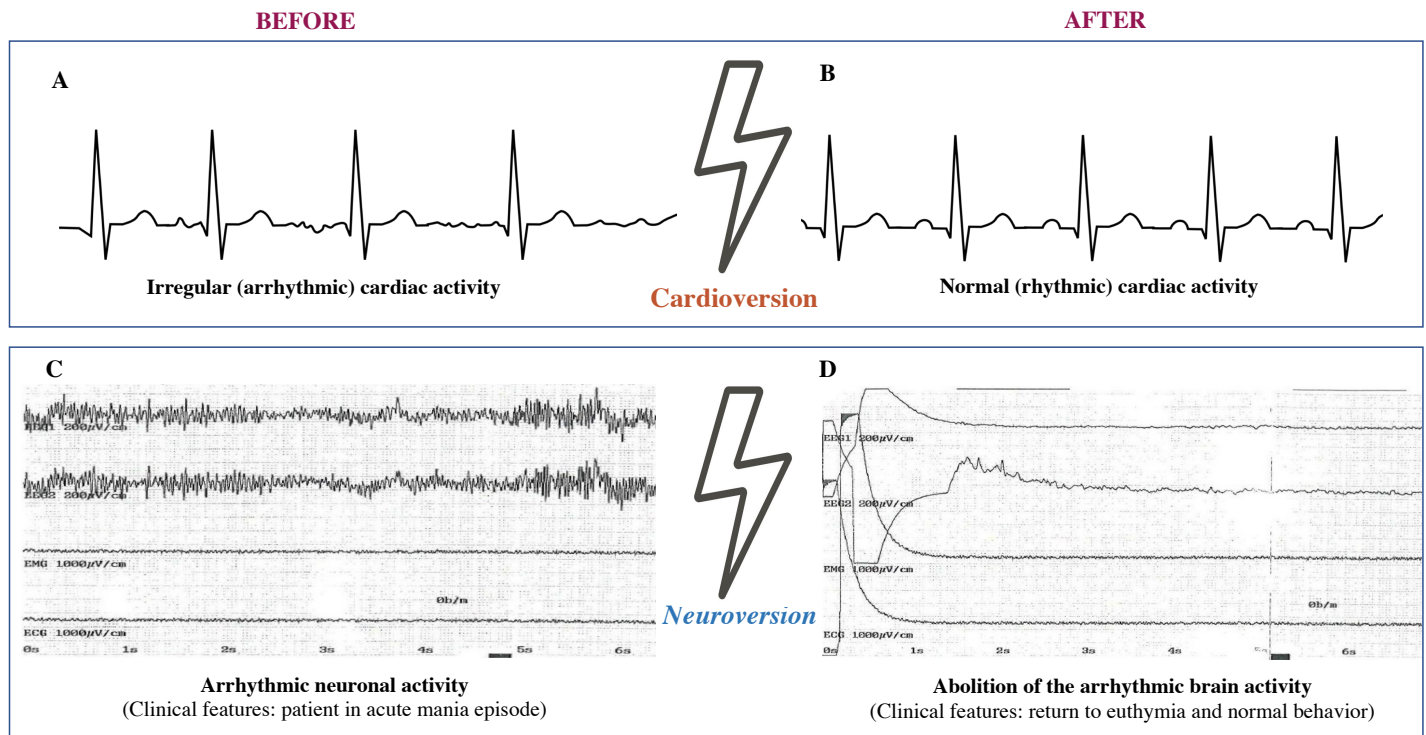 BEFORE
AFTER
A
B
Irregular (arrhythmic) cardiac activity
Cardioversion
Normal (rhythmic) cardiac activity
C
D
EEG1 200µV/cm
EEG2 200µV/cm
EMG 1000µV/cm
0b/m
ECG 1000µV/cm
0s 1s 2s 3s 4s 5s 6s
Neuroversion
EEG1 200µV/cm
EEG2 200µV/cm
EMG 1000µV/cm
0b/m
ECG 1000µV/cm
0s 1s 2s 3s 4s 5s 6s
Arrhythmic neuronal activity
(Clinical features: patient in acute mania episode)
Abolition of the arrhythmic brain activity
(Clinical features: return to euthymia and normal behavior)